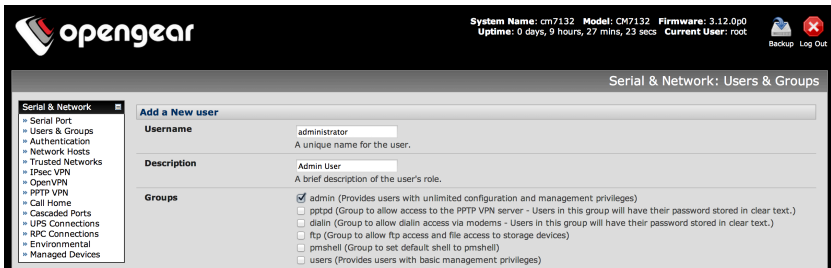 opengear
System Name: cm7132 Model: CM7132 Firmware: 3.12.0p0
Uptime: 0 days, 9 hours, 27 mins, 23 secs Current User: root
Backup Log Out
Serial & Network: Users & Groups
Serial & Network
» Serial Port
» Users & Groups
» Authentication
» Network Hosts
» Trusted Networks
» IPsec VPN
» OpenVPN
» PPTP VPN
» Call Home
» Cascaded Ports
» UPS Connections
» RPC Connections
» Environmental
» Managed Devices
Add a New user
Username
administrator
A unique name for the user.
Description
Admin User
A brief description of the user's role.
Groups
admin (Provides users with unlimited configuration and management privileges)
pptpd (Group to allow access to the PPTP VPN server - Users in this group will have their password stored in clear text.)
dialin (Group to allow dialin access via modems - Users in this group will have their password stored in clear text.)
ftp (Group to allow ftp access and file access to storage devices)
pmshell (Group to set default shell to pmshell)
users (Provides users with basic management privileges)